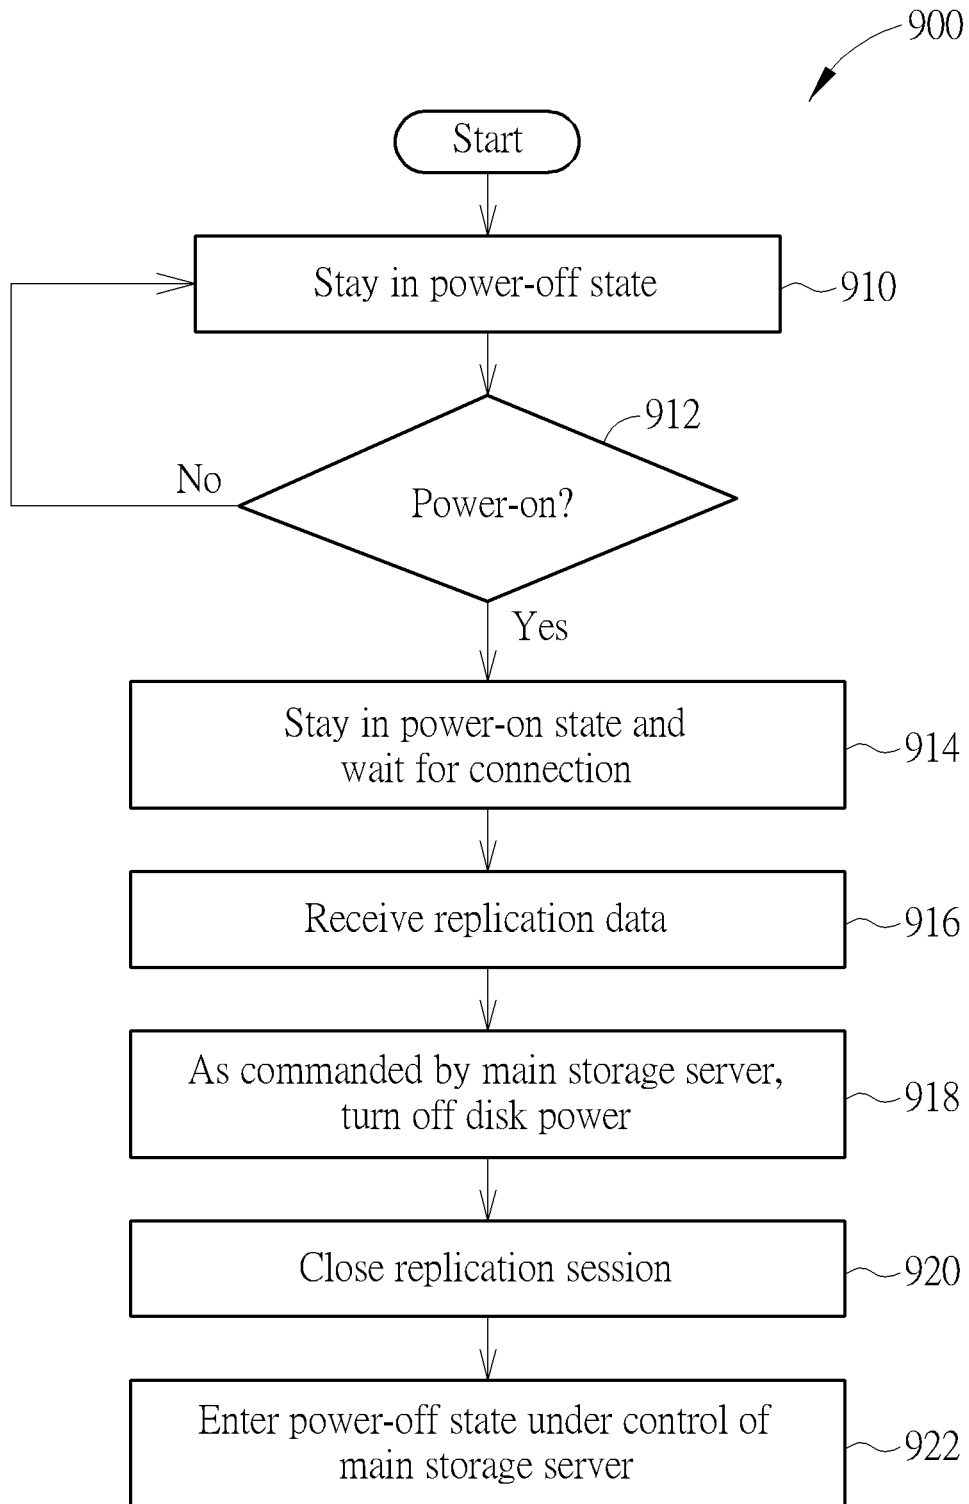 900
Start
Stay in power-off state
910
912
No
Power-on?
Yes
Stay in power-on state and
wait for connection
914
Receive replication data
916
As commanded by main storage server,
turn off disk power
918
Close replication session
920
Enter power-off state under control of
main storage server
922